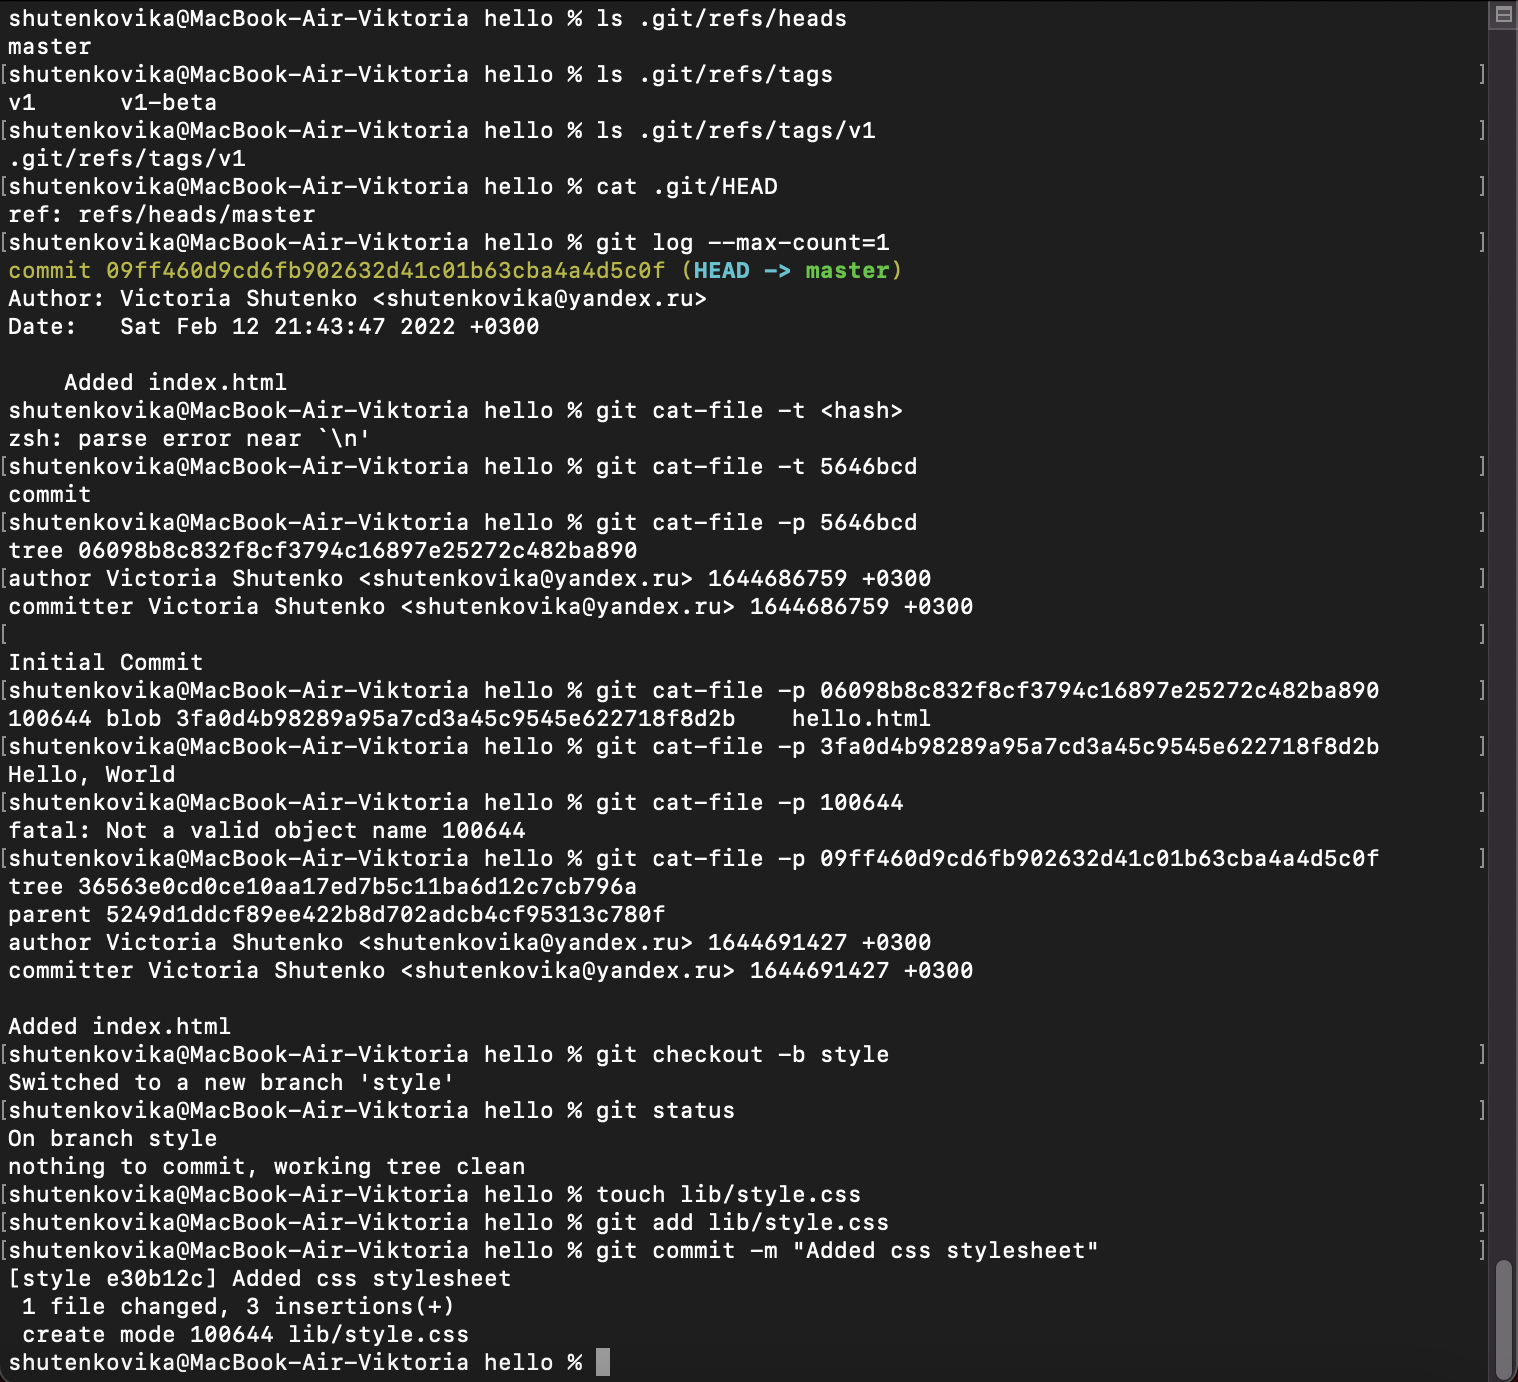 shutenkovika@MacBook-Air-Viktoria hello % ls .git/refs/heads
master
[shutenkovika@MacBook-Air-Viktoria hello % ls .git/refs/tags ]
v1      v1-beta
[shutenkovika@MacBook-Air-Viktoria hello % ls .git/refs/tags/v1 ]
.git/refs/tags/v1
[shutenkovika@MacBook-Air-Viktoria hello % cat .git/HEAD ]
ref: refs/heads/master
[shutenkovika@MacBook-Air-Viktoria hello % git log --max-count=1 ]
commit 09ff460d9cd6fb902632d41c01b63cba4a4d5c0f (HEAD -> master)
Author: Victoria Shutenko <shutenkovika@yandex.ru>
Date:   Sat Feb 12 21:43:47 2022 +0300
    Added index.html
shutenkovika@MacBook-Air-Viktoria hello % git cat-file -t <hash>
zsh: parse error near `\n'
[shutenkovika@MacBook-Air-Viktoria hello % git cat-file -t 5646bcd ]
commit
[shutenkovika@MacBook-Air-Viktoria hello % git cat-file -p 5646bcd ]
tree 06098b8c832f8cf3794c16897e25272c482ba890
[author Victoria Shutenko <shutenkovika@yandex.ru> 1644686759 +0300 ]
committer Victoria Shutenko <shutenkovika@yandex.ru> 1644686759 +0300
[ ]
Initial Commit
[shutenkovika@MacBook-Air-Viktoria hello % git cat-file -p 06098b8c832f8cf3794c16897e25272c482ba890 ]
100644 blob 3fa0d4b98289a95a7cd3a45c9545e622718f8d2b    hello.html
[shutenkovika@MacBook-Air-Viktoria hello % git cat-file -p 3fa0d4b98289a95a7cd3a45c9545e622718f8d2b ]
Hello, World
[shutenkovika@MacBook-Air-Viktoria hello % git cat-file -p 100644 ]
fatal: Not a valid object name 100644
[shutenkovika@MacBook-Air-Viktoria hello % git cat-file -p 09ff460d9cd6fb902632d41c01b63cba4a4d5c0f ]
tree 36563e0cd0ce10aa17ed7b5c11ba6d12c7cb796a
parent 5249d1ddcf89ee422b8d702adcb4cf95313c780f
author Victoria Shutenko <shutenkovika@yandex.ru> 1644691427 +0300
committer Victoria Shutenko <shutenkovika@yandex.ru> 1644691427 +0300
Added index.html
[shutenkovika@MacBook-Air-Viktoria hello % git checkout -b style ]
Switched to a new branch 'style'
[shutenkovika@MacBook-Air-Viktoria hello % git status ]
On branch style
nothing to commit, working tree clean
[shutenkovika@MacBook-Air-Viktoria hello % touch lib/style.css ]
[shutenkovika@MacBook-Air-Viktoria hello % git add lib/style.css ]
[shutenkovika@MacBook-Air-Viktoria hello % git commit -m "Added css stylesheet" ]
[style e30b12c] Added css stylesheet
 1 file changed, 3 insertions(+)
 create mode 100644 lib/style.css
shutenkovika@MacBook-Air-Viktoria hello %